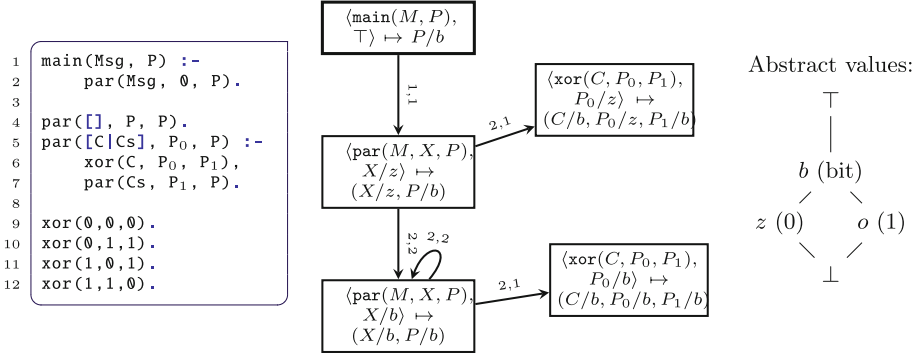 1 main(Msg, P) :-
2 par(Msg, 0, P).
3
4 par([], P, P).
5 par([C|Cs], P₀, P) :-
6 xor(C, P₀, P₁),
7 par(Cs, P₁, P).
8
9 xor(0,0,0).
10 xor(0,1,1).
11 xor(1,0,1).
12 xor(1,1,0).
⟨main(M, P),
⊤⟩ ↦ P/b
1,1
⟨par(M, X, P),
X/z⟩ ↦
(X/z, P/b)
2,1
⟨xor(C, P₀, P₁),
P₀/z⟩ ↦
(C/b, P₀/z, P₁/b)
2,2
2,2
⟨par(M, X, P),
X/b⟩ ↦
(X/b, P/b)
2,1
⟨xor(C, P₀, P₁),
P₀/b⟩ ↦
(C/b, P₀/b, P₁/b)
Abstract values:
⊤
b (bit)
z (0) o (1)
⊥